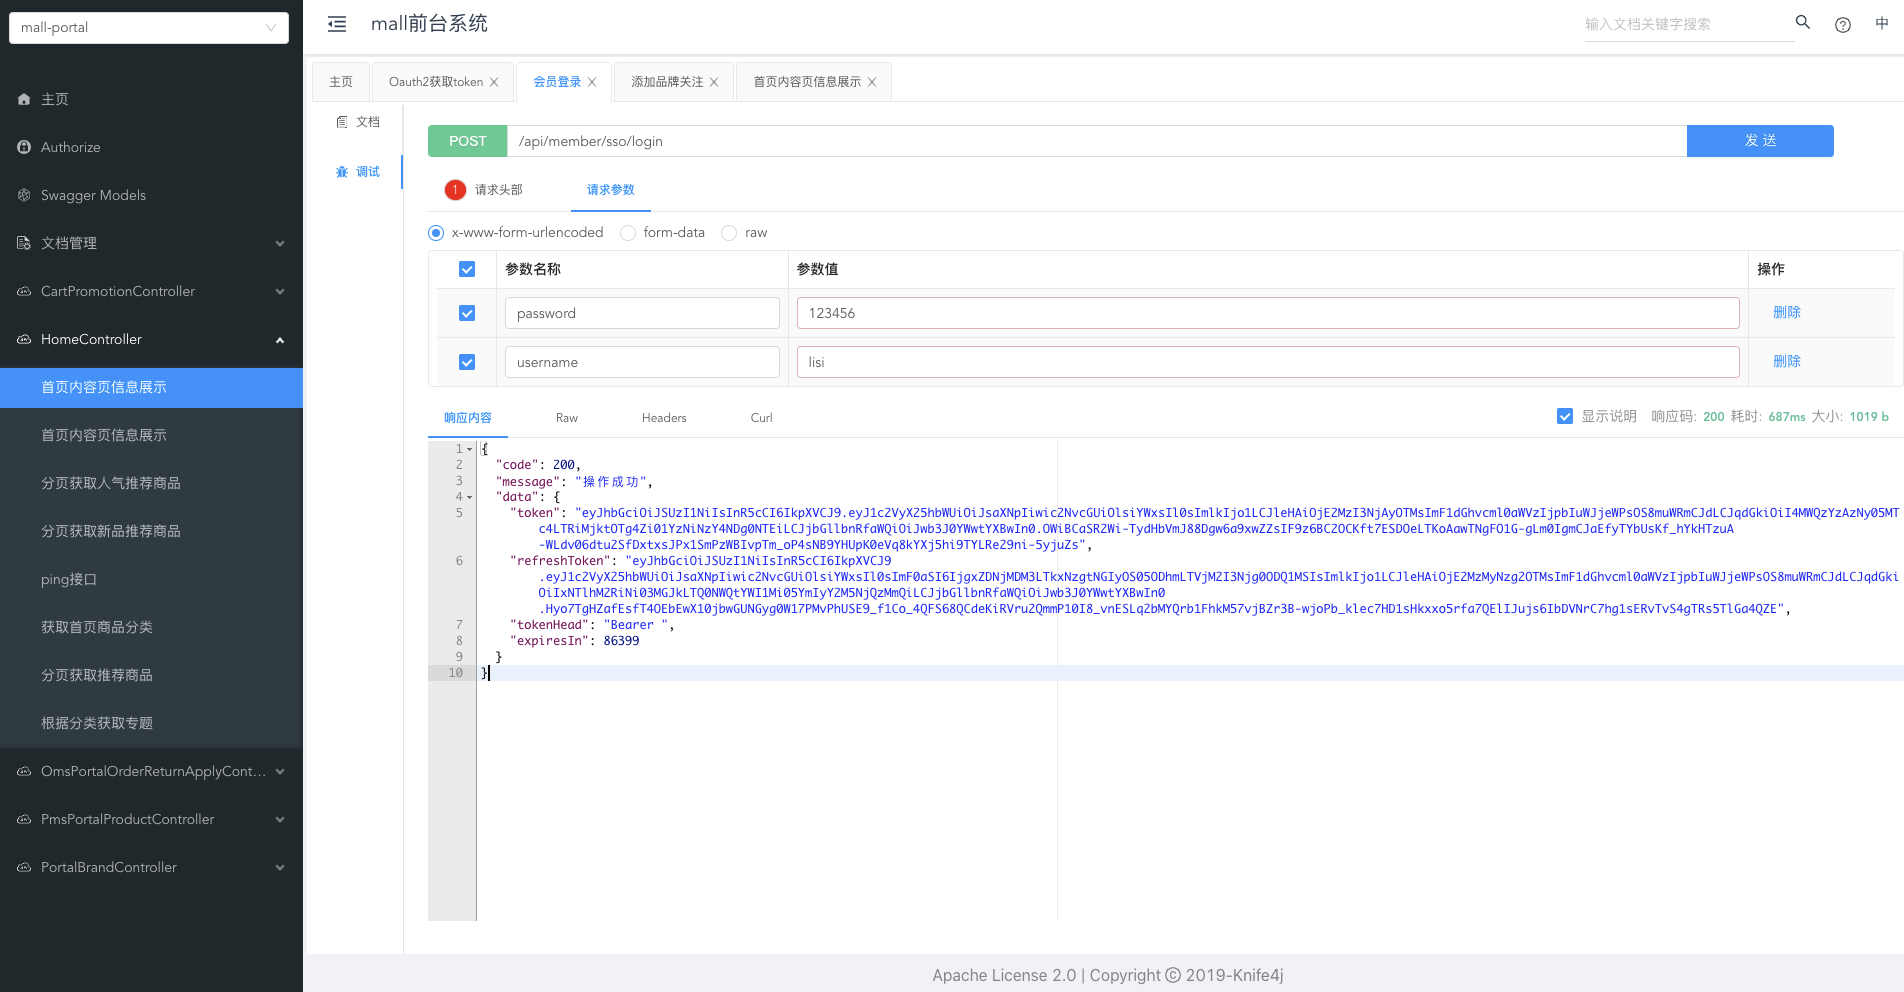 mall-portal
主页
Authorize
Swagger Models
文档管理
CartPromotionController
HomeController
首页内容页信息展示
首页内容页信息展示
分页获取人气推荐商品
分页获取新品推荐商品
ping接口
获取首页商品分类
分页获取推荐商品
根据分类获取专题
OmsPortalOrderReturnApplyCont...
PmsPortalProductController
PortalBrandController
mall前台系统
输入文档关键字搜索
中
主页 Oauth2获取token 会员登录 添加品牌关注 首页内容页信息展示
文档
调试
POST /api/member/sso/login 发 送
1 请求头部 请求参数
x-www-form-urlencoded form-data raw
参数名称 参数值 操作
password 123456 删除
username lisi 删除
响应内容 Raw Headers Curl 显示说明 响应码: 200 耗时: 687ms 大小: 1019 b
1 {
2 "code": 200,
3 "message": "操作成功",
4 "data": {
5 "token": "eyJhbGciOiJSUzI1NiIsInR5cCI6IkpXVCJ9.eyJ1c2VyX25hbWUiOiJsaXNpIiwic2NvcGUiOlsiYWxsIl0sImlkIjo1LCJleHAiOjE2MzI3NjAyOTMsImF1dGhvcml0aWVzIjpbIuWJjeWPsOS8muWRmCJdLCJqdGkiOiI4MWQzYzAzNy05MT
c4LTRiMjktOTg4Zi01YzNiNzY4NDg0NTEiLCJjbGllbnRfaWQiOiJwb3J0YWwtYXBwIn0.OWiBCaSR2Wi-TydHbVmJ88Dgw6a9xwZZsIF9z6BC2OCKft7ESDOeLTKoAawTNgFO1G-gLm0IgmCJaEfyTYbUsKf_hYkHTzuA
-WLdv06dtu2SfDxtxsJPx1SmPzWBIvpTm_oP4sNB9YHUpK0eVq8kYXj5hi9TYLRe29ni-5yjuZs",
6 "refreshToken": "eyJhbGciOiJSUzI1NiIsInR5cCI6IkpXVCJ9
.eyJ1c2VyX25hbWUiOiJsaXNpIiwic2NvcGUiOlsiYWxsIl0sImF0aSI6IjgxZDNjMDM3LTkxNzgtNGIyOS05ODhmLTVjM2I3Njg0ODQ1MSIsImlkIjo1LCJleHAiOjE2MzMyNzg2OTMsImF1dGhvcml0aWVzIjpbIuWJjeWPsOS8muWRmCJdLCJqdGki
OiIxNTlhM2RiNi03MGJkLTQ0NWQtYWI1Mi05YmIyY2M5NjQzMmQiLCJjbGllbnRfaWQiOiJwb3J0YWwtYXBwIn0
.Hyo7TgHZafEsfT4OEbEwX10jbwGUNGyg0W17PMvPhUSE9_f1Co_4QFS68QCdeKiRVru2QmmP10I8_vnESLq2bMYQrb1FhkM57vjBZr3B-wjoPb_klec7HD1sHkxxo5rfa7QElIJujs6IbDVNrC7hg1sERvTvS4gTRs5TlGa4QZE",
7 "tokenHead": "Bearer ",
8 "expiresIn": 86399
9 }
10 }
Apache License 2.0 | Copyright © 2019-Knife4j